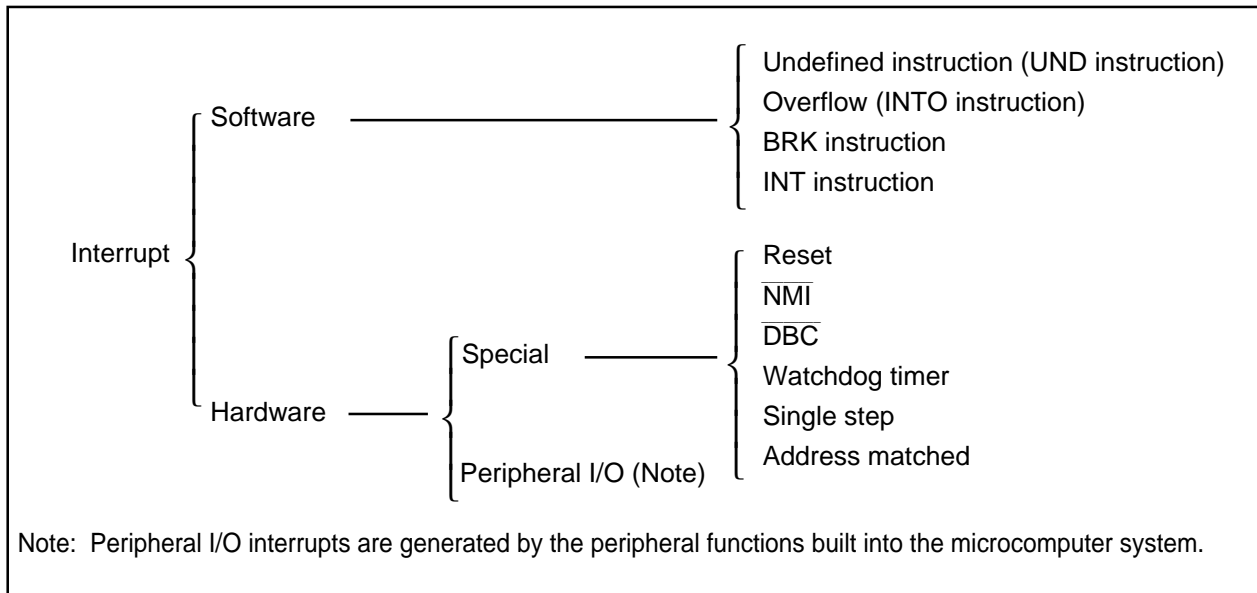 Interrupt
Software
Undefined instruction (UND instruction)
Overflow (INTO instruction)
BRK instruction
INT instruction
Hardware
Special
Reset
N̅M̅I̅
D̅B̅C̅
Watchdog timer
Single step
Address matched
Peripheral I/O (Note)
Note: Peripheral I/O interrupts are generated by the peripheral functions built into the microcomputer system.